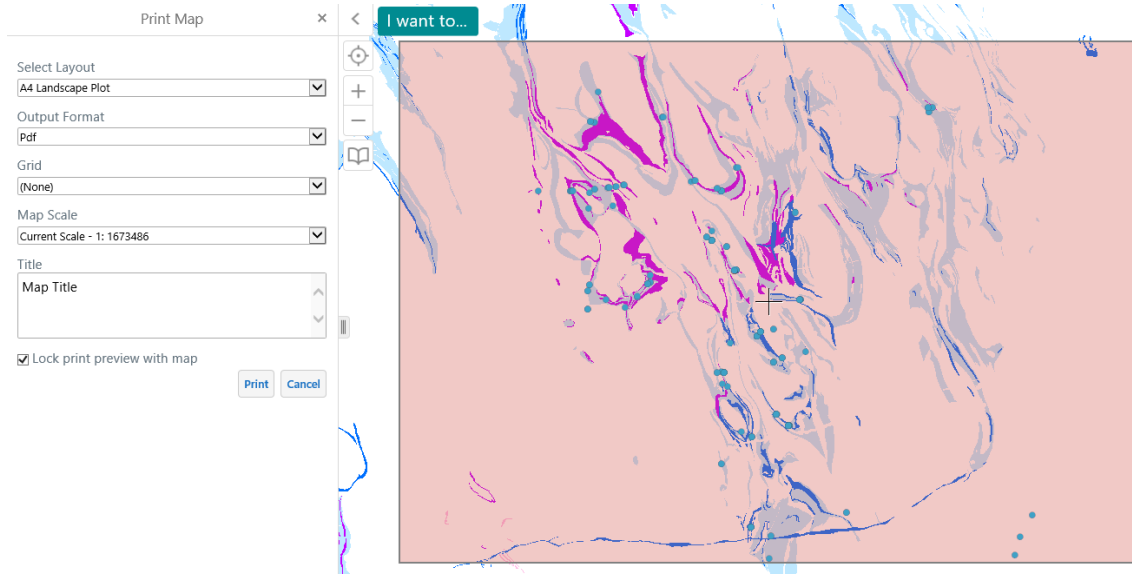 Print Map
I want to...
Select Layout
A4 Landscape Plot
Output Format
Pdf
Grid
(None)
Map Scale
Current Scale - 1: 1673486
Title
Map Title
Lock print preview with map
Print
Cancel